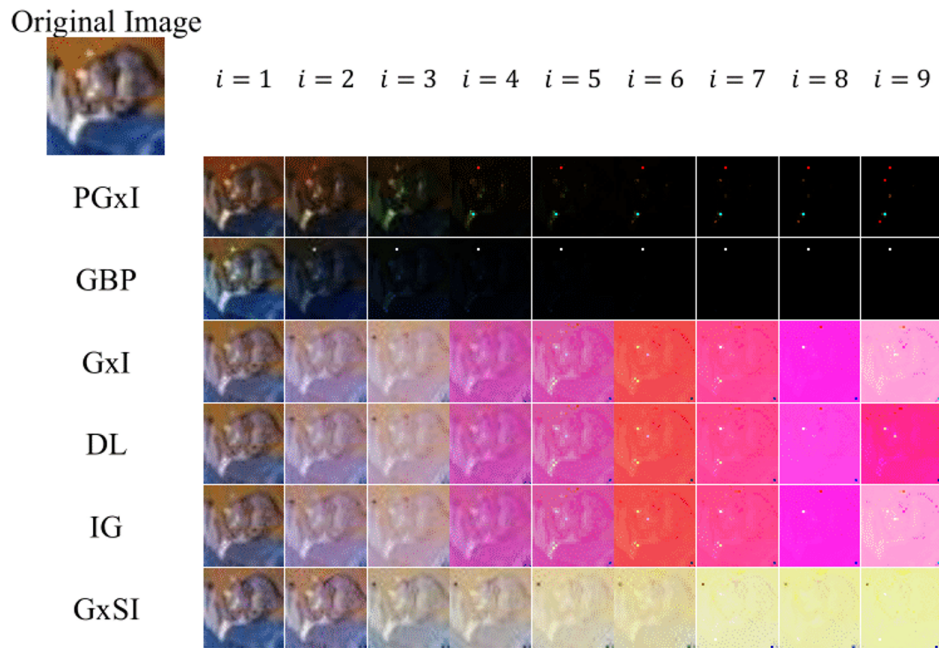 Original Image
i = 1 i = 2 i = 3 i = 4 i = 5 i = 6 i = 7 i = 8 i = 9
PGxI
GBP
GxI
DL
IG
GxSI